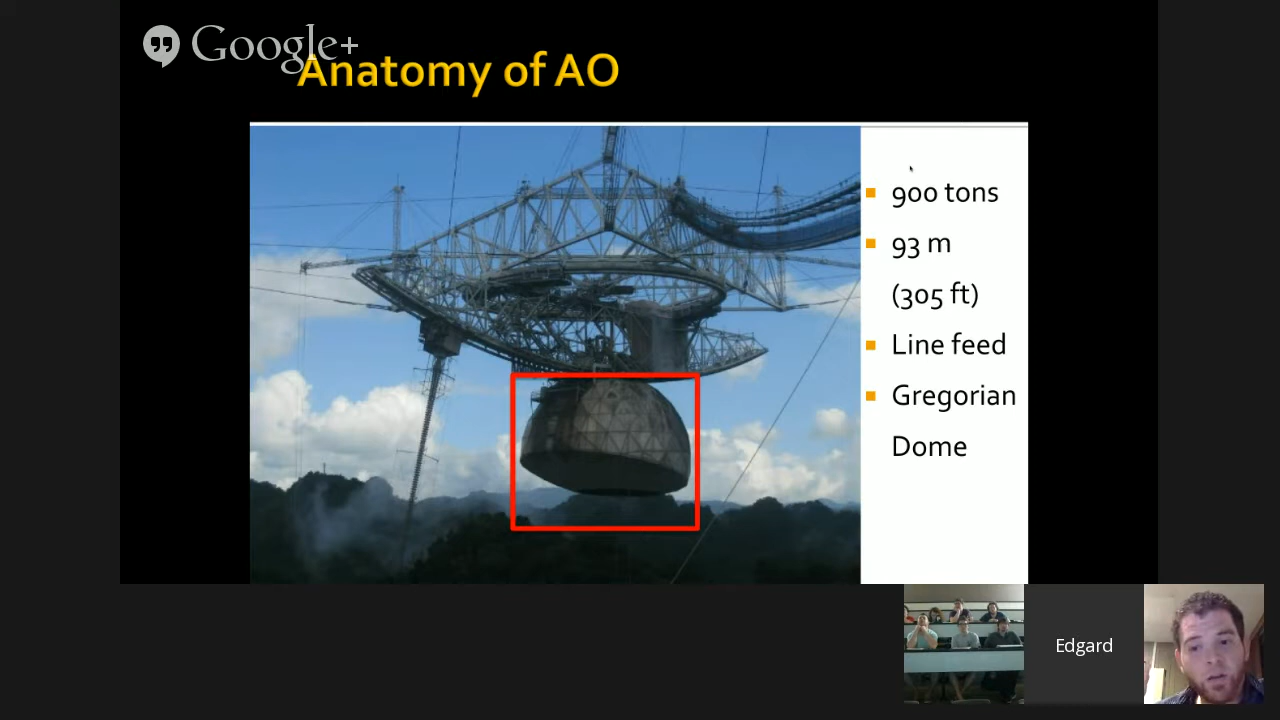 Google+
Anatomy of AO
900 tons
93 m
(305 ft)
Line feed
Gregorian
Dome
Edgard